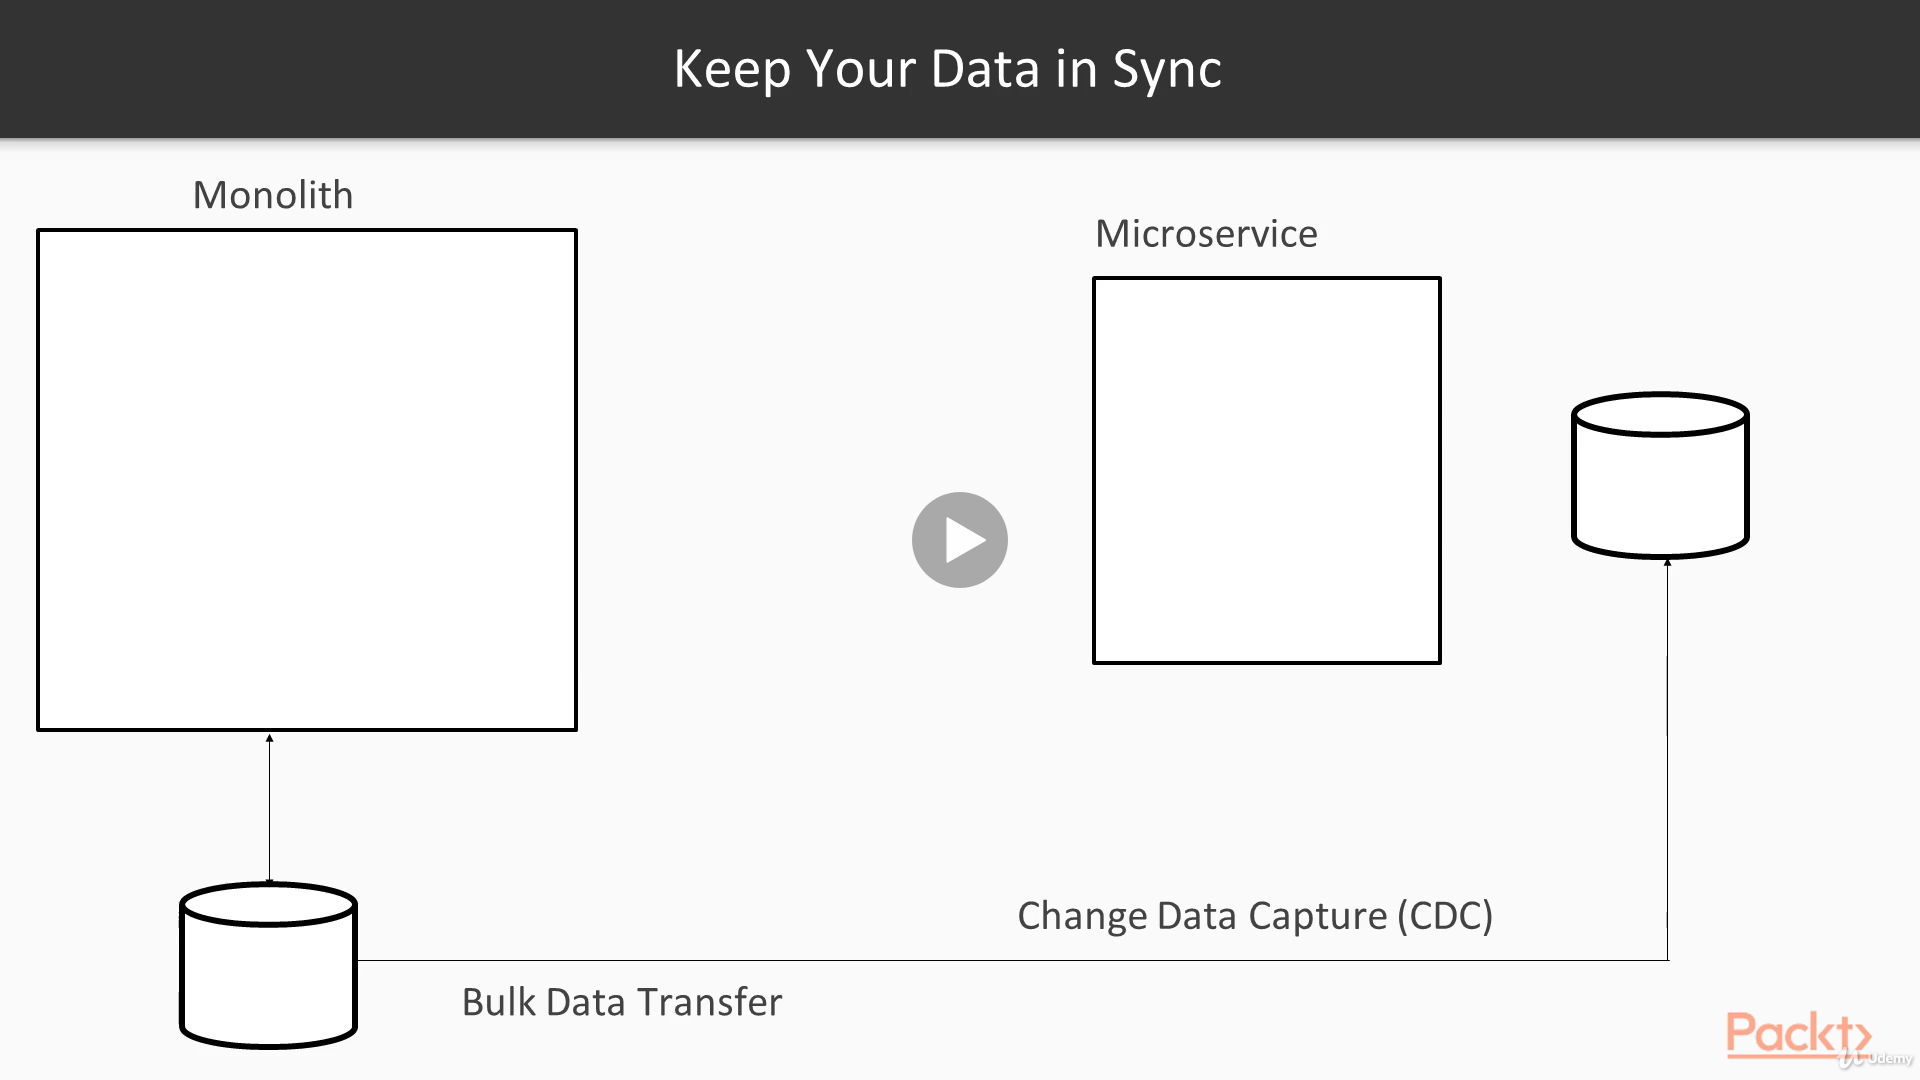 Keep Your Data in Sync
Monolith
Microservice
Change Data Capture (CDC)
Bulk Data Transfer
Packt
Udemy